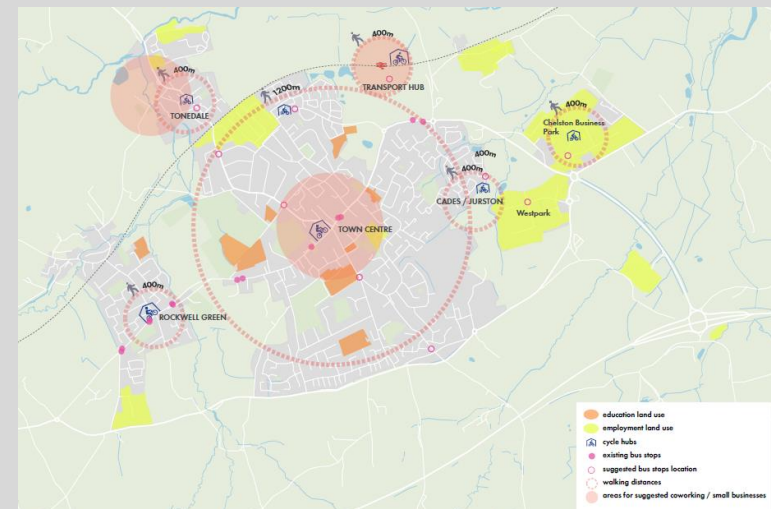 400m
TRANSPORT HUB
400m
TONEDALE
1200m
400m
Chelston Business
Park
400m
400m
CADES / JURSTON
Westpark
TOWN CENTRE
400m
ROCKWELL GREEN
education land use
employment land use
cycle hubs
existing bus stops
suggested bus stops location
walking distances
areas for suggested coworking / small businesses